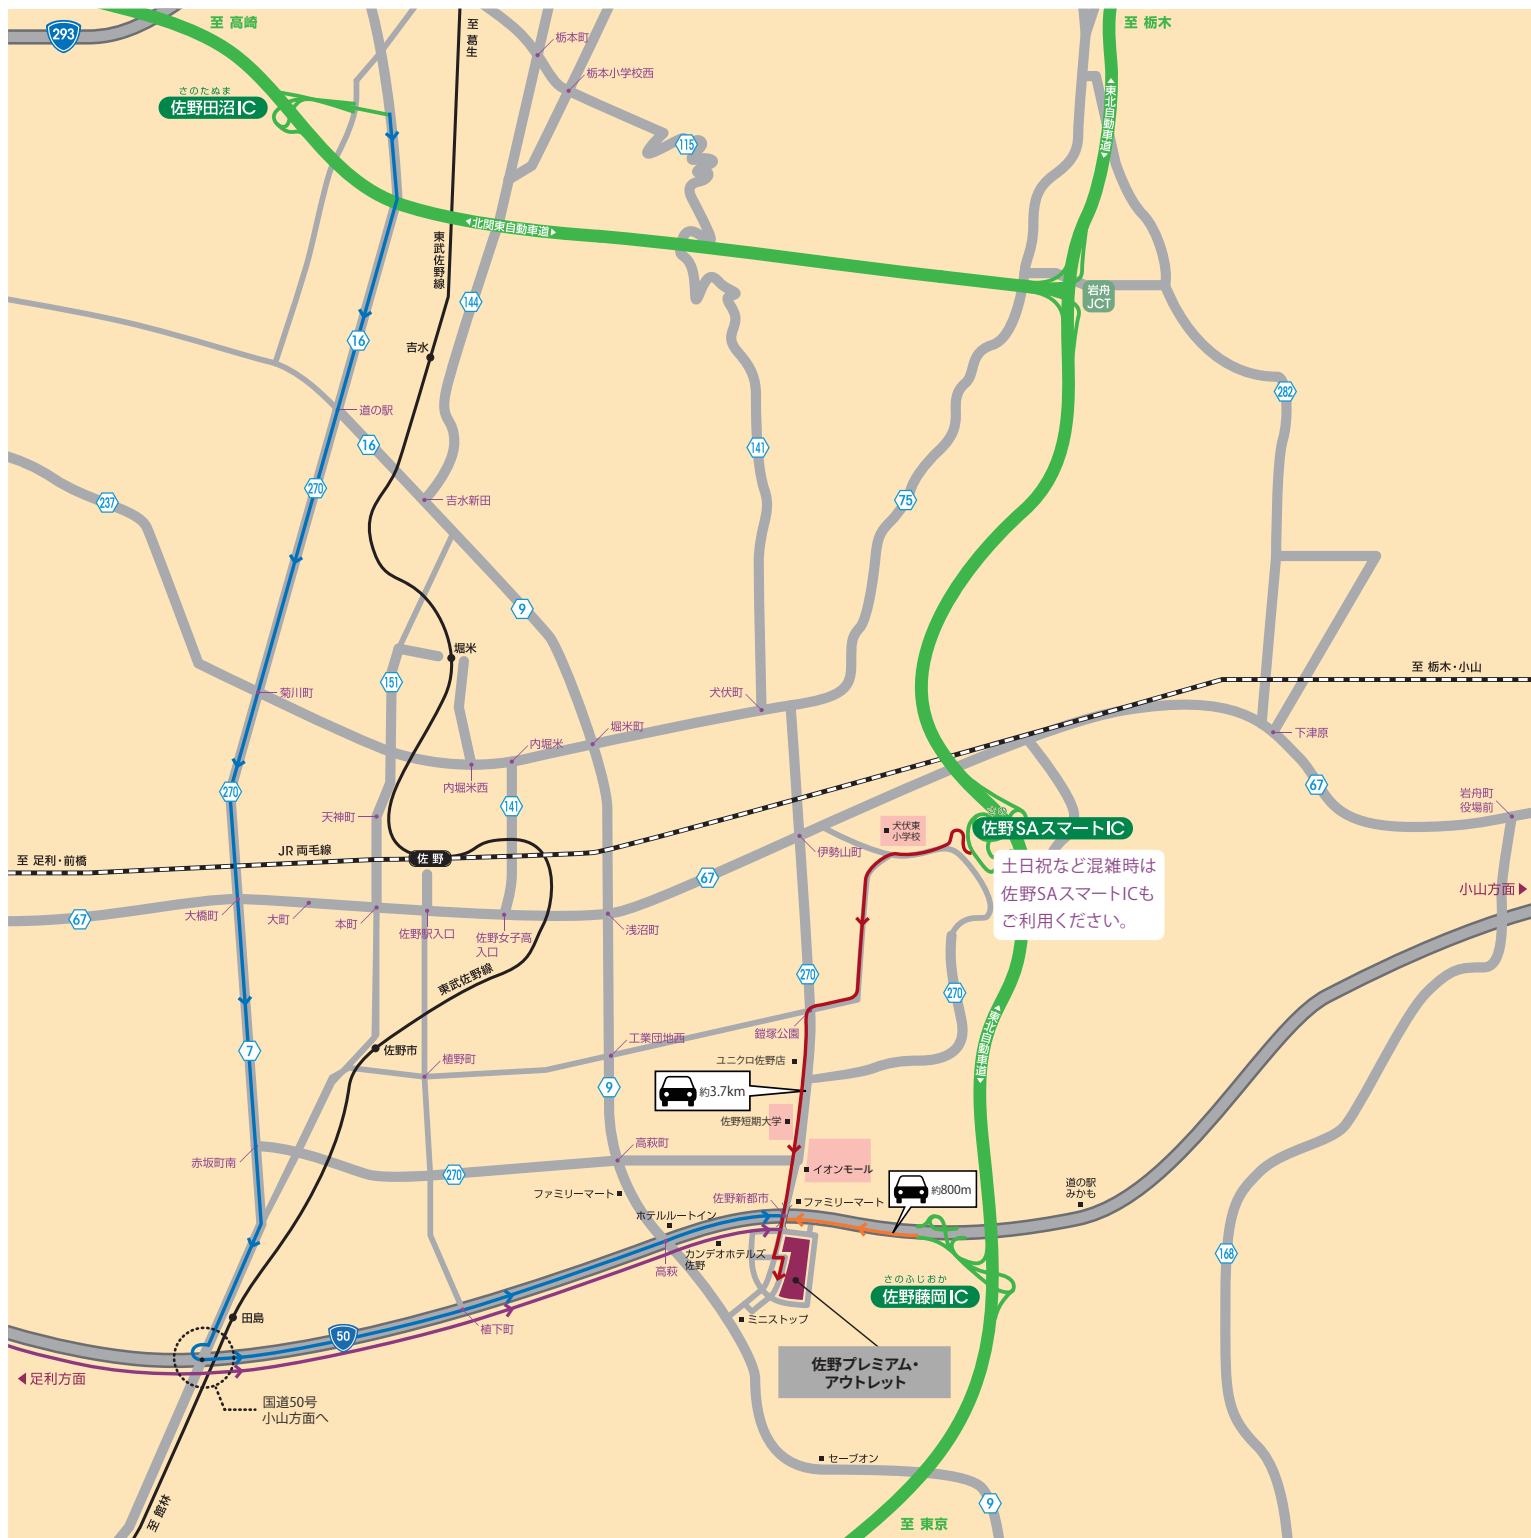 293
至 高崎
至 葛生
栃本町
栃本小学校西
至 栃木
さのたぬま
佐野田沼IC
115
東北自動車道
北関東自動車道
東武佐野線
岩舟
JCT
144
16
吉水
282
道の駅
16
141
270
237
吉水新田
75
9
堀米
151
至 栃木・小山
菊川町
犬伏町
堀米町
下津原
内堀米
270
内堀米西
67
岩舟町
役場前
141
天神町
さの
佐野SAスマートIC
犬伏東
小学校
伊勢山町
JR 両毛線
至 足利・前橋
佐野
土日祝など混雑時は
佐野SAスマートICも
ご利用ください。
67
小山方面
67
大橋町
大町
本町
佐野駅入口
佐野女子高
入口
浅沼町
東武佐野線
270
270
鎧塚公園
東北自動車道
工業団地西
7
佐野市
植野町
ユニクロ佐野店
9
約3.7km
佐野短期大学
高萩町
赤坂町南
270
イオンモール
道の駅
みかも
ファミリーマート
佐野新都市
ファミリーマート
約800m
ホテルルートイン
カンデオホテルズ
佐野
高萩
168
さのふじおか
佐野藤岡IC
田島
ミニストップ
植下町
50
佐野プレミアム・
アウトレット
足利方面
国道50号
小山方面へ
セーブオン
9
至 館林
至 東京